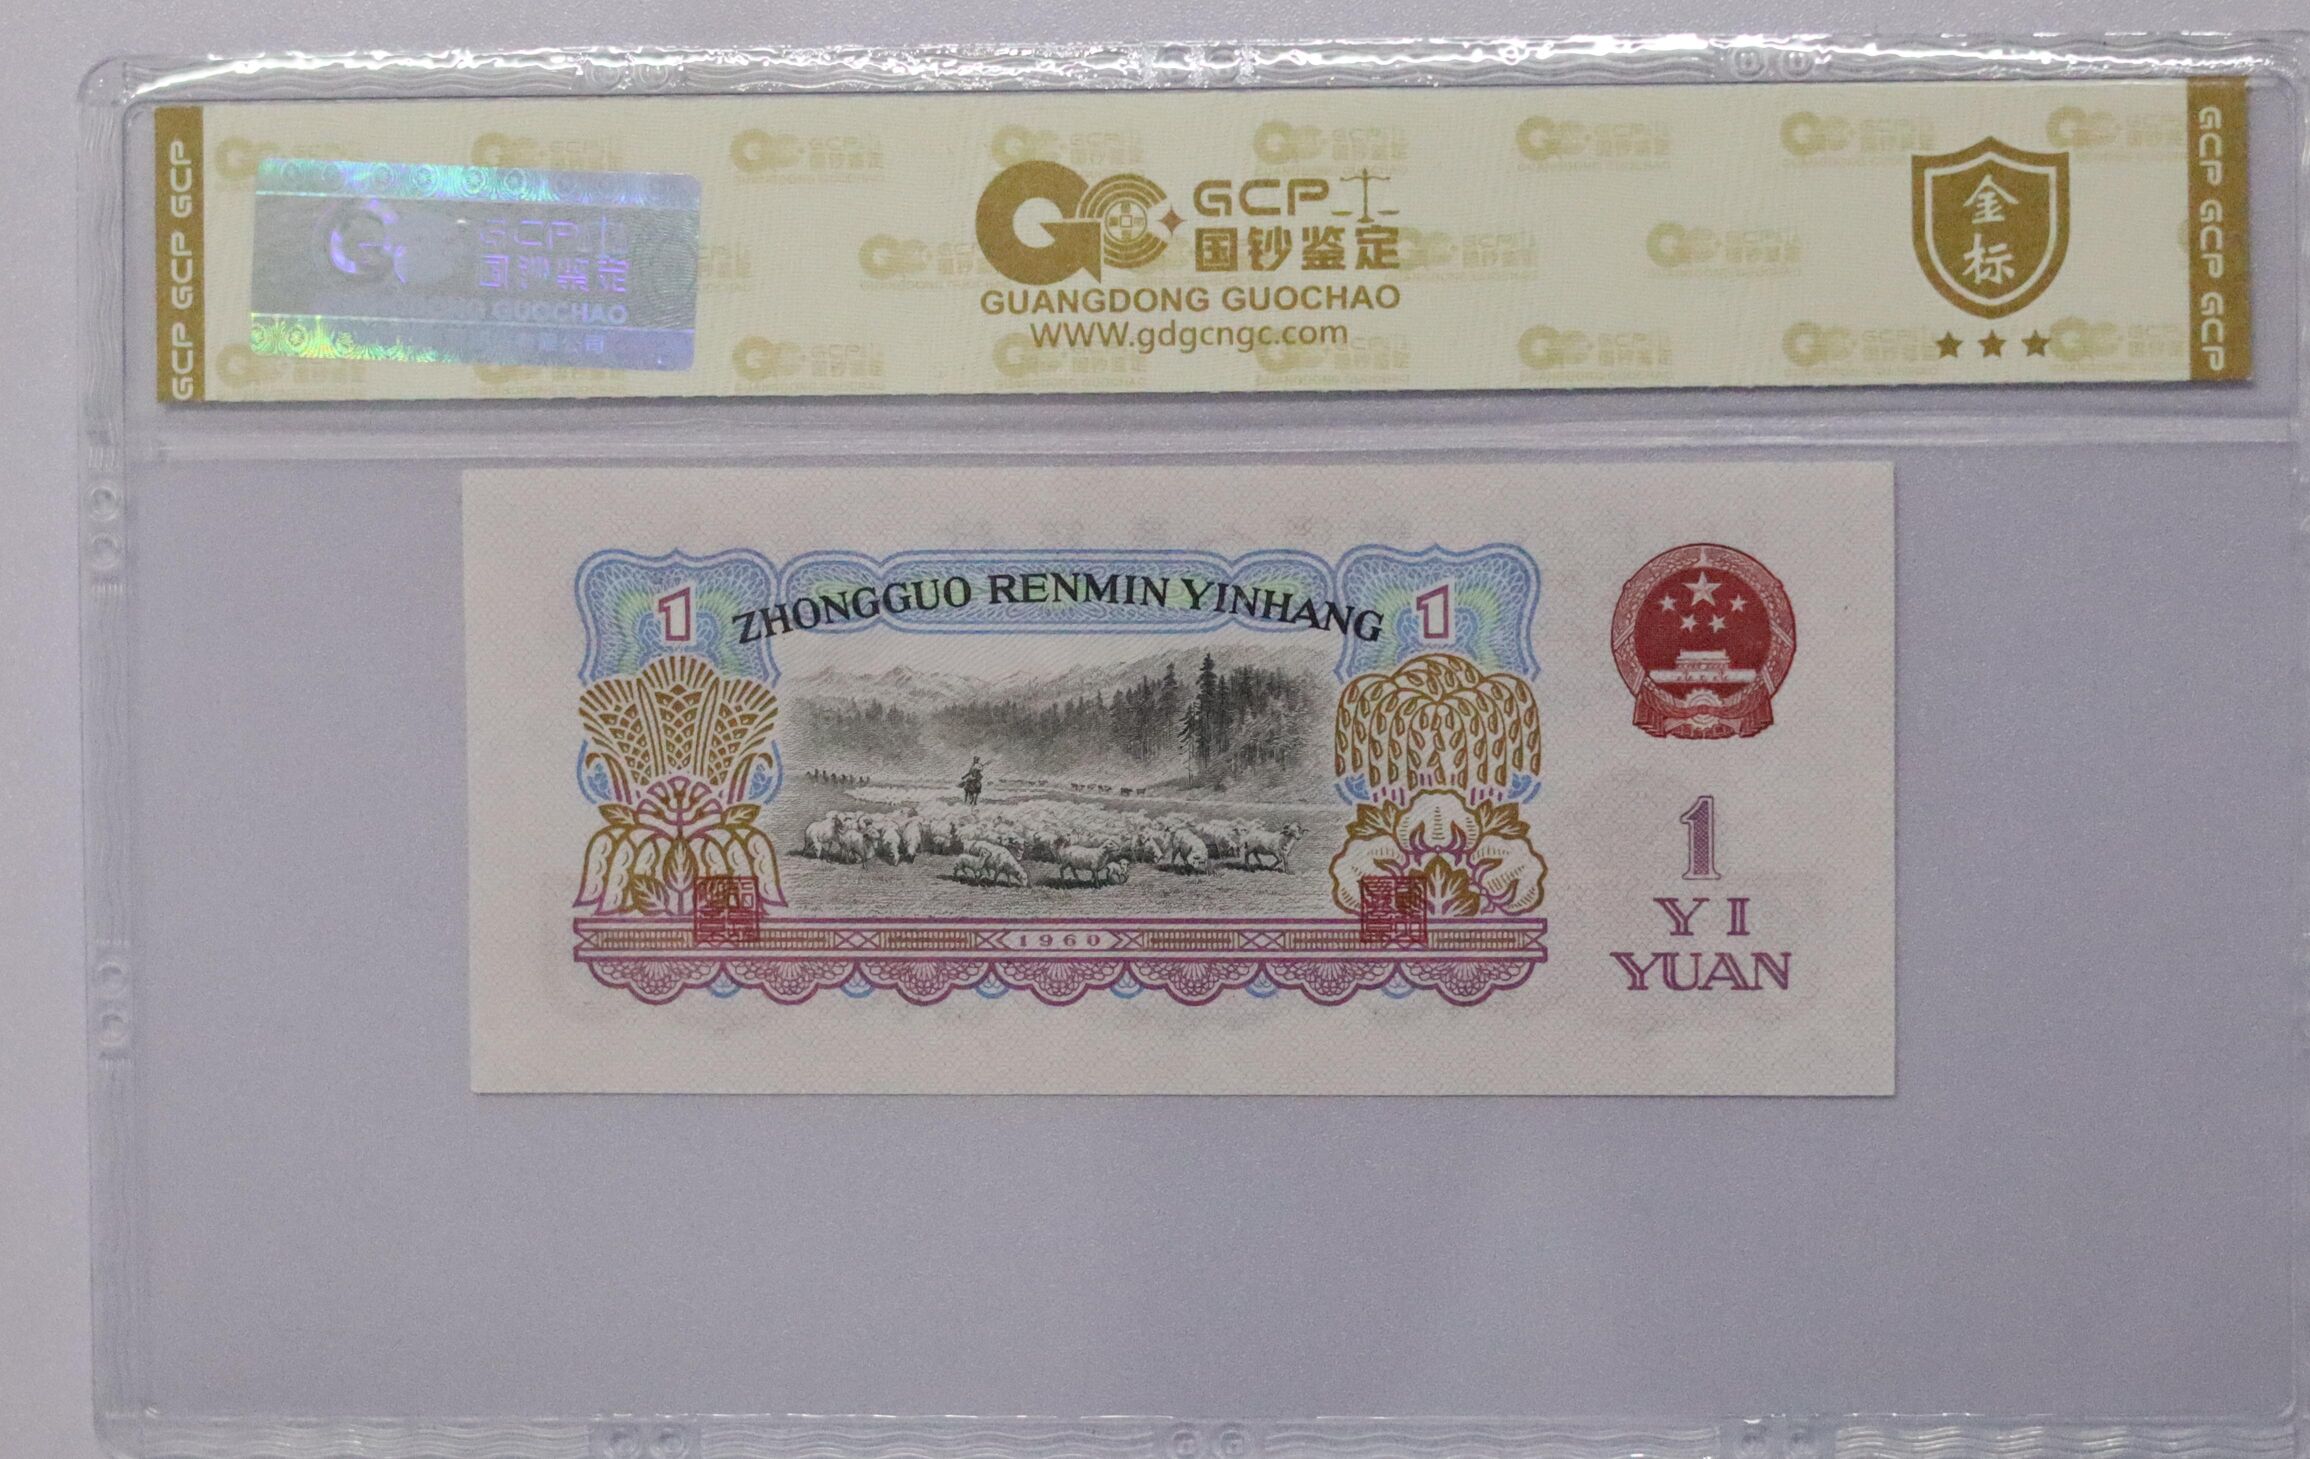 GCP GCP GCP
GCP
国钞鉴定
GUANGDONG GUOCHAO
WWW.gdgcngc.com
金标
GCP GCP GCP
GCP
国钞鉴定
GUOCHAO
1 ZHONGGUO RENMIN YINHANG 1
1960
1
YI
YUAN